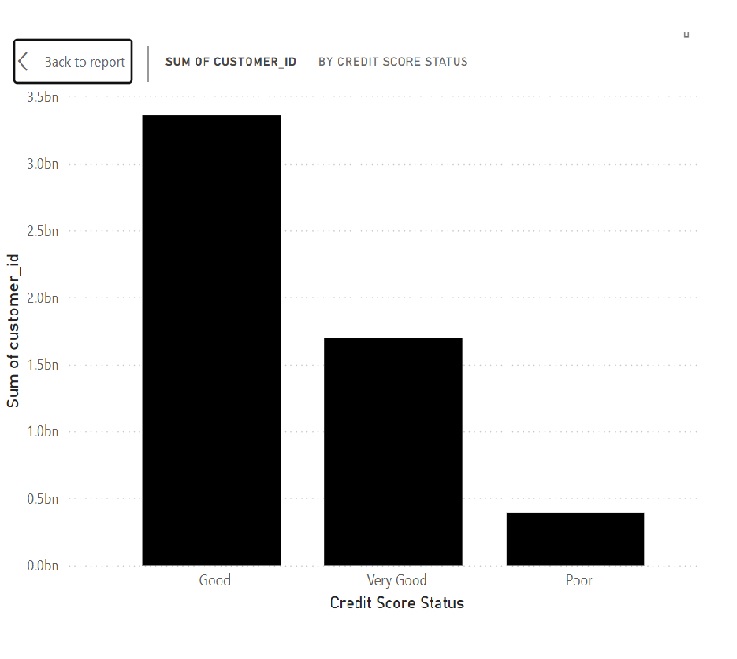 Back to report
SUM OF CUSTOMER_ID BY CREDIT SCORE STATUS
3.5bn
3.0bn
2.5bn
2.0bn
1.5bn
1.0bn
0.5bn
0.0bn
Sum of customer_id
Good Very Good Poor
Credit Score Status